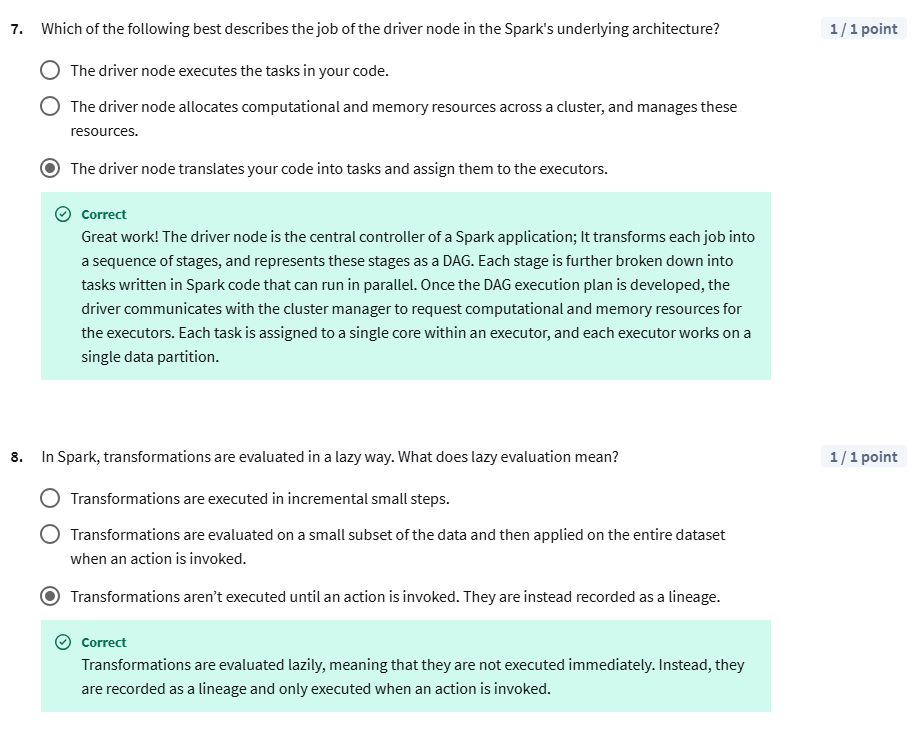 7. Which of the following best describes the job of the driver node in the Spark's underlying architecture? 1 / 1 point
The driver node executes the tasks in your code.
The driver node allocates computational and memory resources across a cluster, and manages these
resources.
The driver node translates your code into tasks and assign them to the executors.
Correct
Great work! The driver node is the central controller of a Spark application; It transforms each job into
a sequence of stages, and represents these stages as a DAG. Each stage is further broken down into
tasks written in Spark code that can run in parallel. Once the DAG execution plan is developed, the
driver communicates with the cluster manager to request computational and memory resources for
the executors. Each task is assigned to a single core within an executor, and each executor works on a
single data partition.
8. In Spark, transformations are evaluated in a lazy way. What does lazy evaluation mean? 1 / 1 point
Transformations are executed in incremental small steps.
Transformations are evaluated on a small subset of the data and then applied on the entire dataset
when an action is invoked.
Transformations aren’t executed until an action is invoked. They are instead recorded as a lineage.
Correct
Transformations are evaluated lazily, meaning that they are not executed immediately. Instead, they
are recorded as a lineage and only executed when an action is invoked.